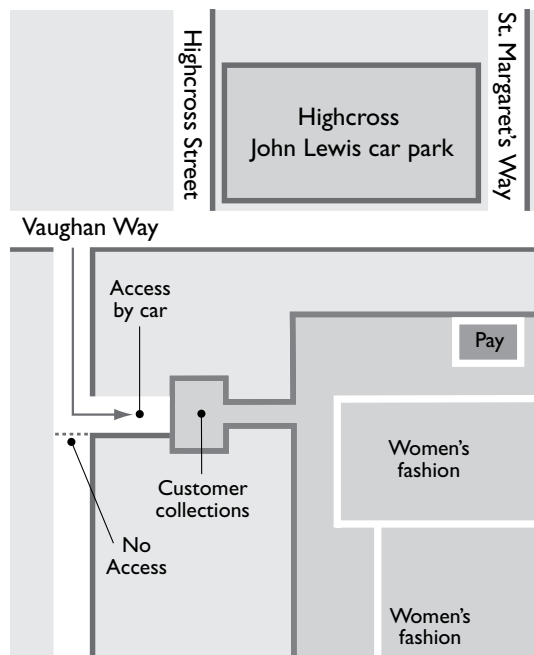 Highcross Street
St. Margaret's Way
Highcross
John Lewis car park
Vaughan Way
Access
by car
Pay
Women's
fashion
Customer
collections
No
Access
Women's
fashion